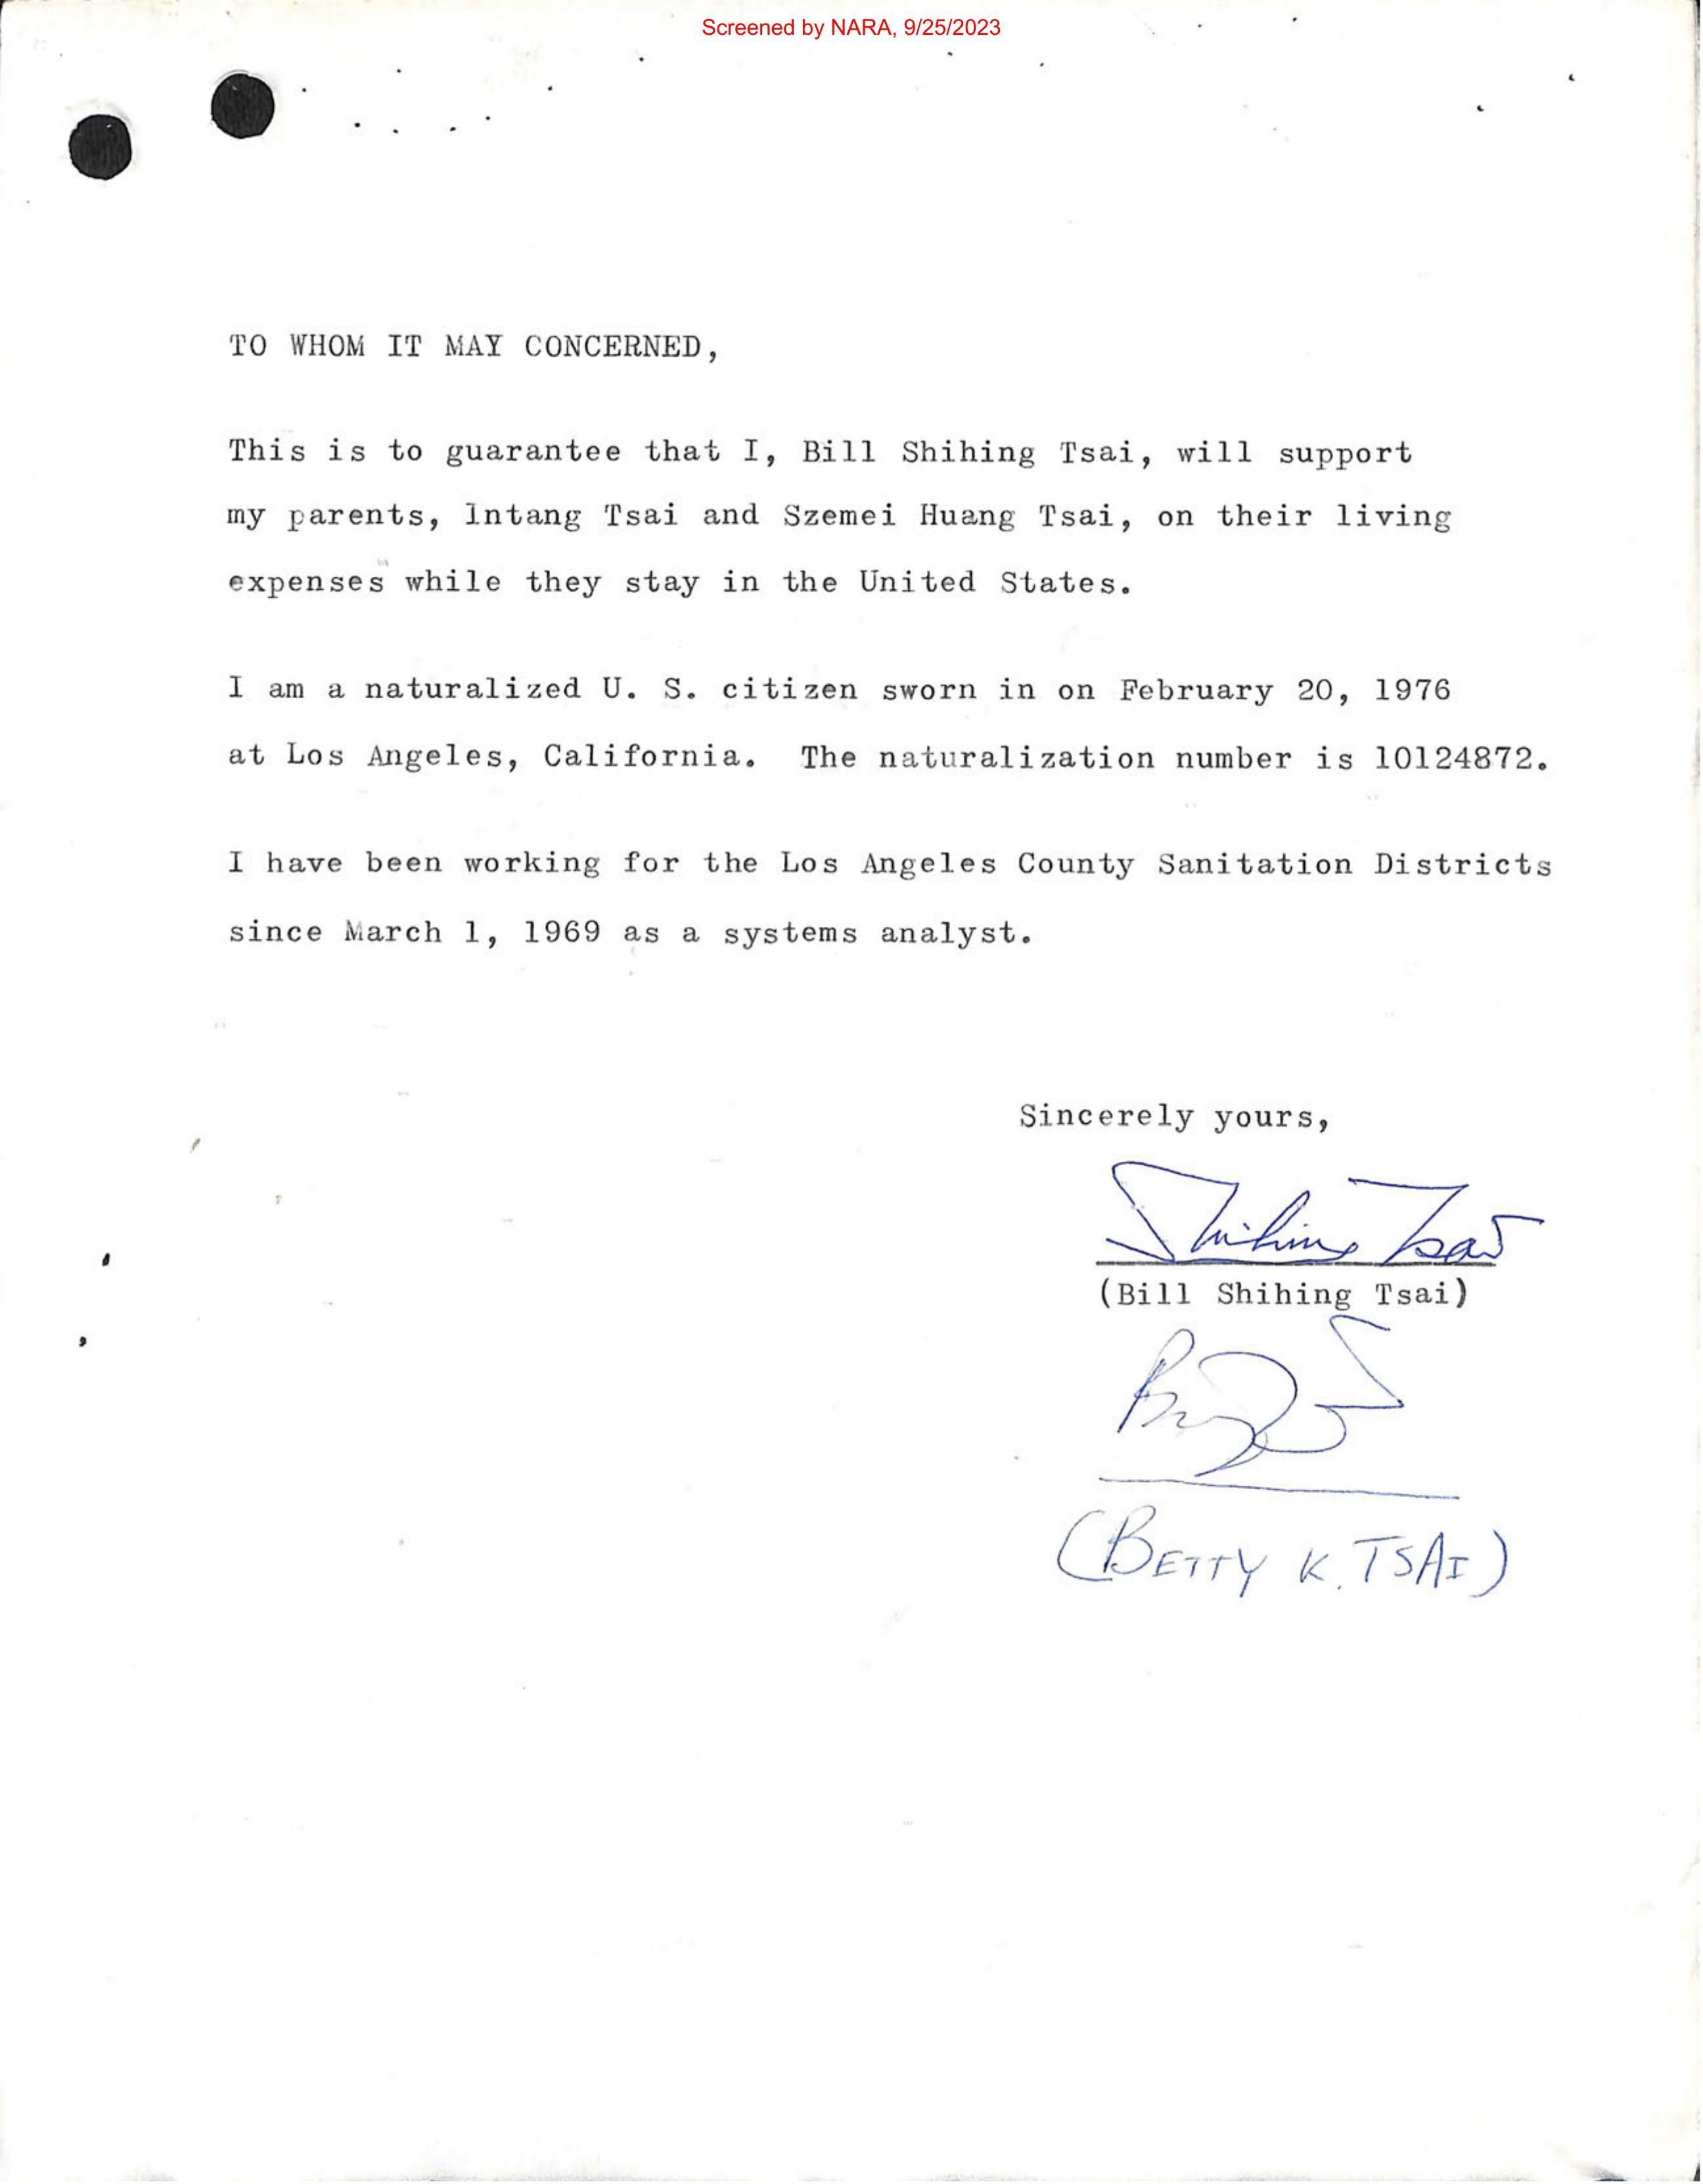 Screened by NARA, 9/25/2023
TO WHOM IT MAY CONCERNED,
This is to guarantee that I, Bill Shihing Tsai, will support
my parents, Intang Tsai and Szemei Huang Tsai, on their living
expenses while they stay in the United States.
I am a naturalized U. S. citizen sworn in on February 20, 1976
at Los Angeles, California. The naturalization number is 10124872.
I have been working for the Los Angeles County Sanitation Districts
since March 1, 1969 as a systems analyst.
Sincerely yours,
Shihing Tsai
(Bill Shihing Tsai)
(BETTY K. TSAI)